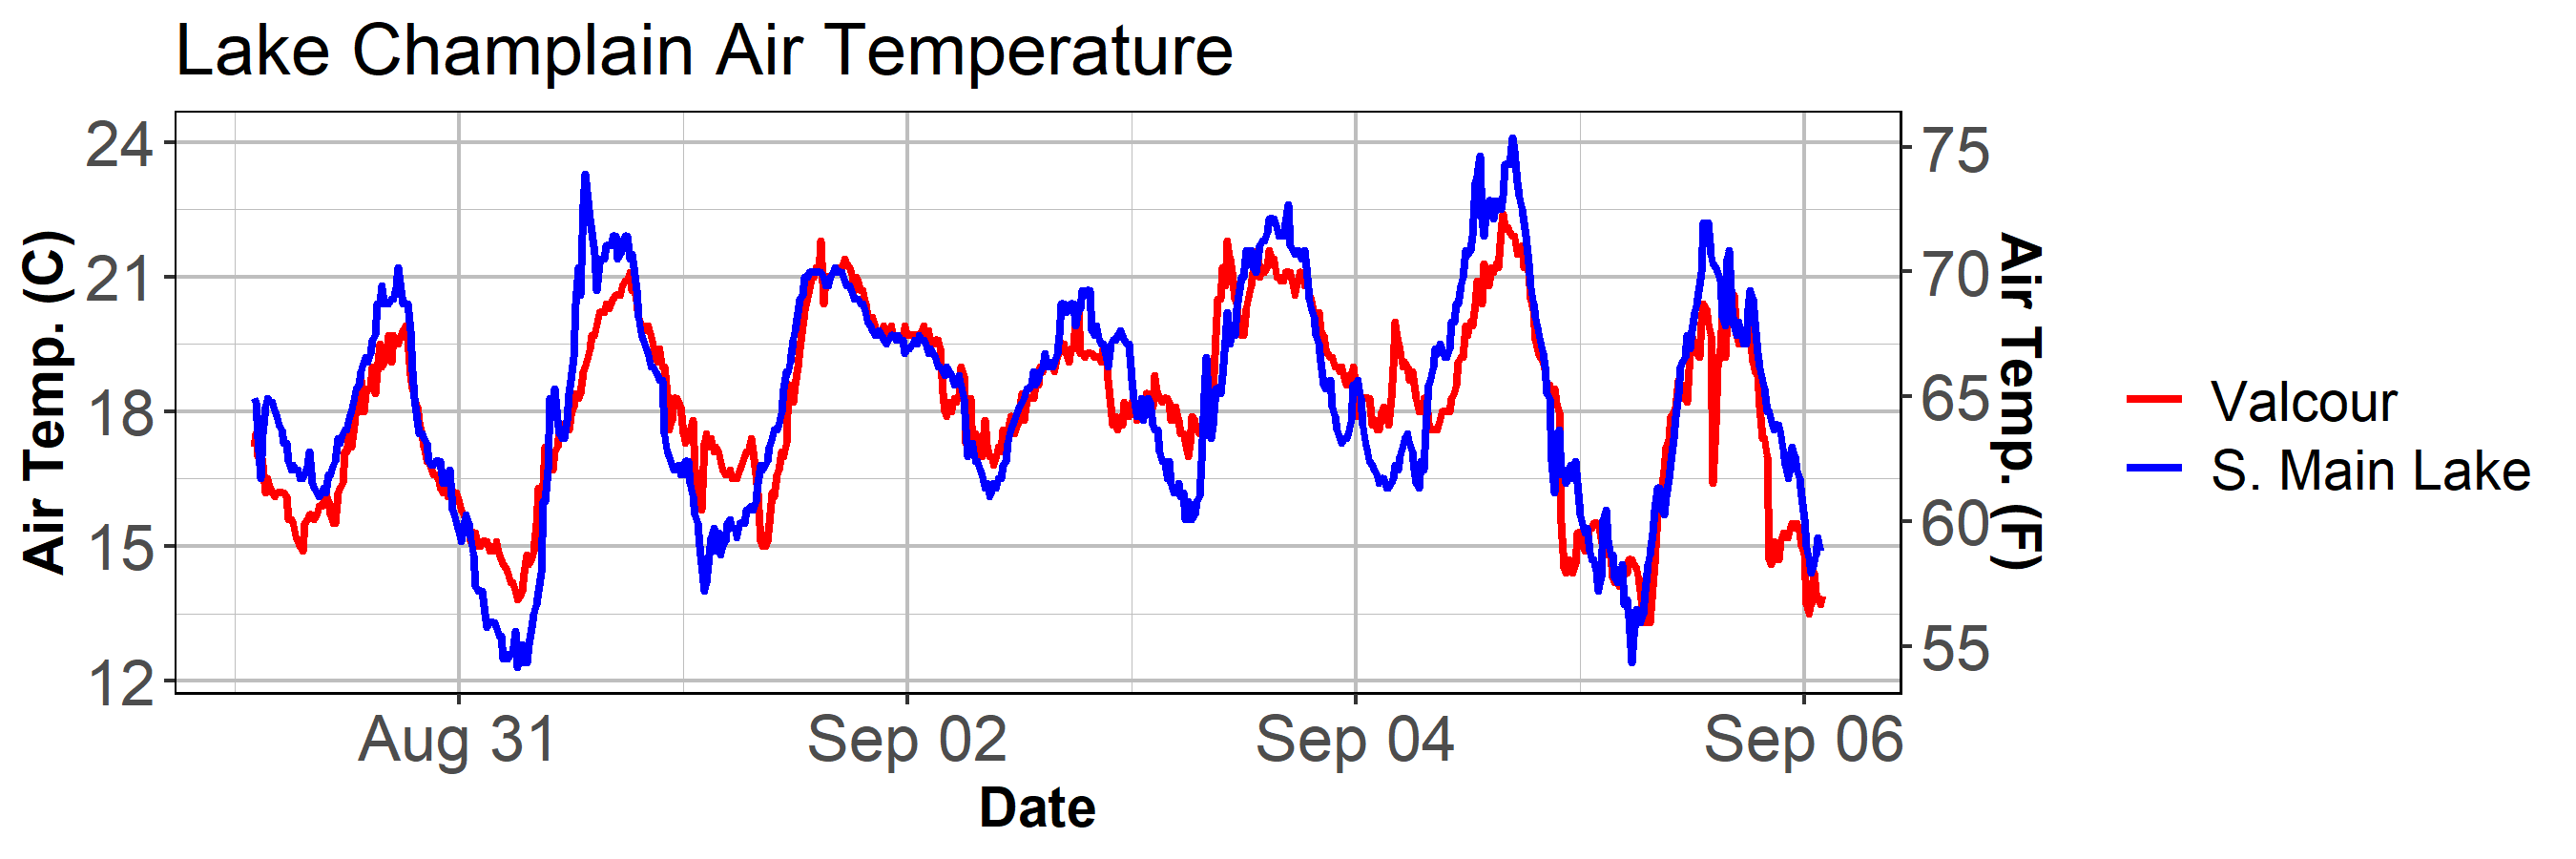 Lake Champlain Air Temperature
Air Temp. (C)
24
21
18
15
12
75
70
65
60
55
Air Temp. (F)
Aug 31
Sep 02
Sep 04
Sep 06
Date
Valcour
S. Main Lake